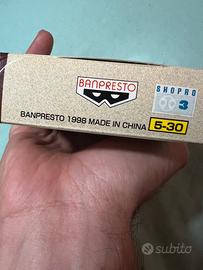 BANPRESTO
SHOPRO
3
BANPRESTO 1998 MADE IN CHINA
5-30
subito